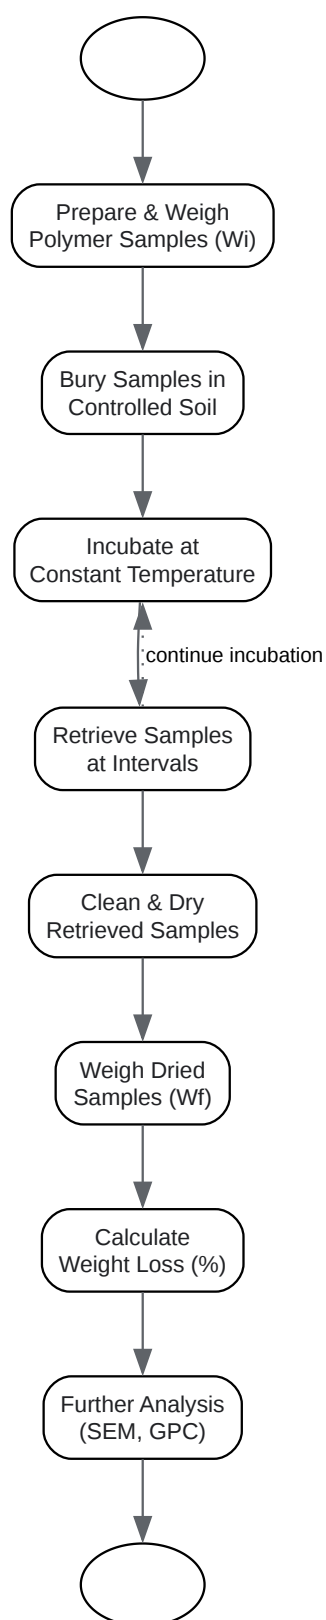 Prepare & Weigh
Polymer Samples (Wi)
Bury Samples in
Controlled Soil
Incubate at
Constant Temperature
continue incubation
Retrieve Samples
at Intervals
Clean & Dry
Retrieved Samples
Weigh Dried
Samples (Wf)
Calculate
Weight Loss (%)
Further Analysis
(SEM, GPC)